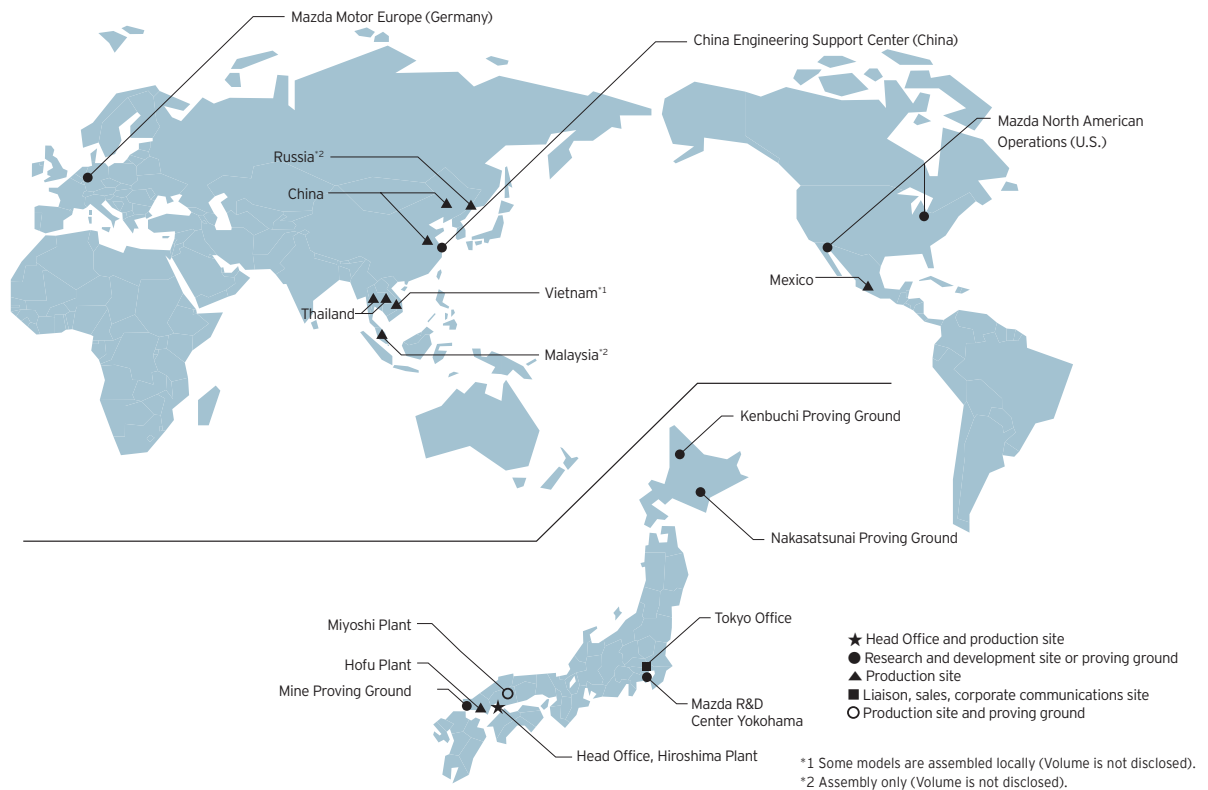 Mazda Motor Europe (Germany)
China Engineering Support Center (China)
Mazda North American
Operations (U.S.)
Russia*2
China
Vietnam*1
Thailand
Malaysia*2
Mexico
Kenbuchi Proving Ground
Nakasatsunai Proving Ground
Tokyo Office
Miyoshi Plant
Hofu Plant
Mine Proving Ground
Mazda R&D
Center Yokohama
Head Office, Hiroshima Plant
★ Head Office and production site
● Research and development site or proving ground
▲ Production site
■ Liaison, sales, corporate communications site
○ Production site and proving ground
*1 Some models are assembled locally (Volume is not disclosed).
*2 Assembly only (Volume is not disclosed).